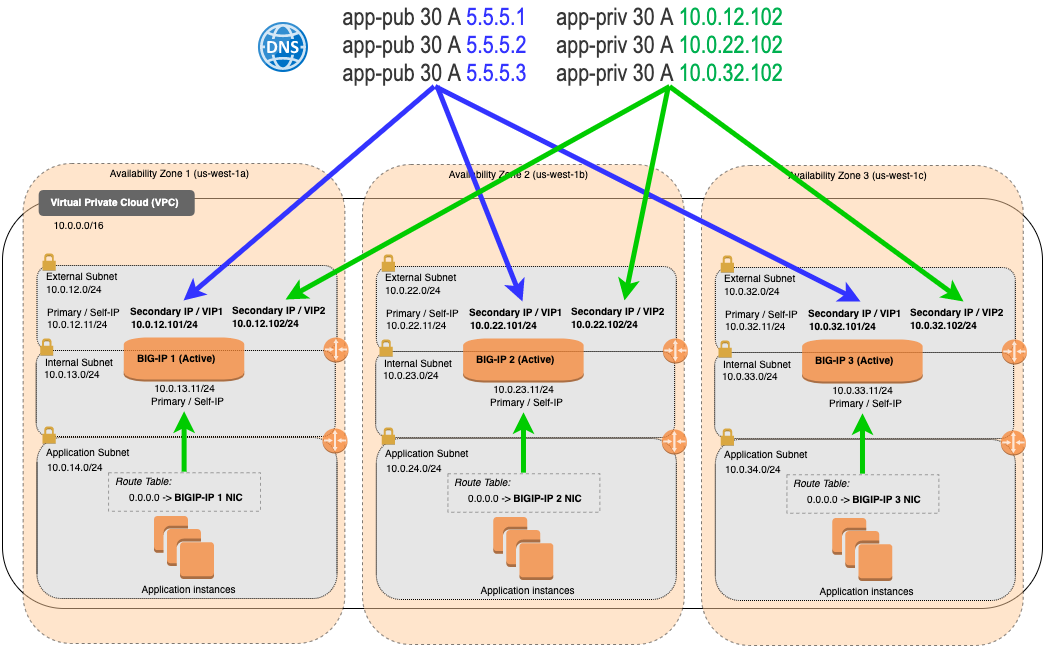 DNS
app-pub 30 A 5.5.5.1
app-pub 30 A 5.5.5.2
app-pub 30 A 5.5.5.3
app-priv 30 A 10.0.12.102
app-priv 30 A 10.0.22.102
app-priv 30 A 10.0.32.102
Virtual Private Cloud (VPC)
10.0.0.0/16
Availability Zone 1 (us-west-1a)
External Subnet
10.0.12.0/24
Primary / Self-IP
10.0.12.11/24
Secondary IP / VIP1
10.0.12.101/24
Secondary IP / VIP2
10.0.12.102/24
Internal Subnet
10.0.13.0/24
BIG-IP 1 (Active)
10.0.13.11/24
Primary / Self-IP
Application Subnet
10.0.14.0/24
Route Table:
0.0.0.0 -> BIGIP-IP 1 NIC
Application instances
Availability Zone 2 (us-west-1b)
External Subnet
10.0.22.0/24
Primary / Self-IP
10.0.22.11/24
Secondary IP / VIP1
10.0.22.101/24
Secondary IP / VIP2
10.0.22.102/24
Internal Subnet
10.0.23.0/24
BIG-IP 2 (Active)
10.0.23.11/24
Primary / Self-IP
Application Subnet
10.0.24.0/24
Route Table:
0.0.0.0 -> BIGIP-IP 2 NIC
Application instances
Availability Zone 3 (us-west-1c)
External Subnet
10.0.32.0/24
Primary / Self-IP
10.0.32.11/24
Secondary IP / VIP1
10.0.32.101/24
Secondary IP / VIP2
10.0.32.102/24
Internal Subnet
10.0.33.0/24
BIG-IP 3 (Active)
10.0.33.11/24
Primary / Self-IP
Application Subnet
10.0.34.0/24
Route Table:
0.0.0.0 -> BIGIP-IP 3 NIC
Application instances